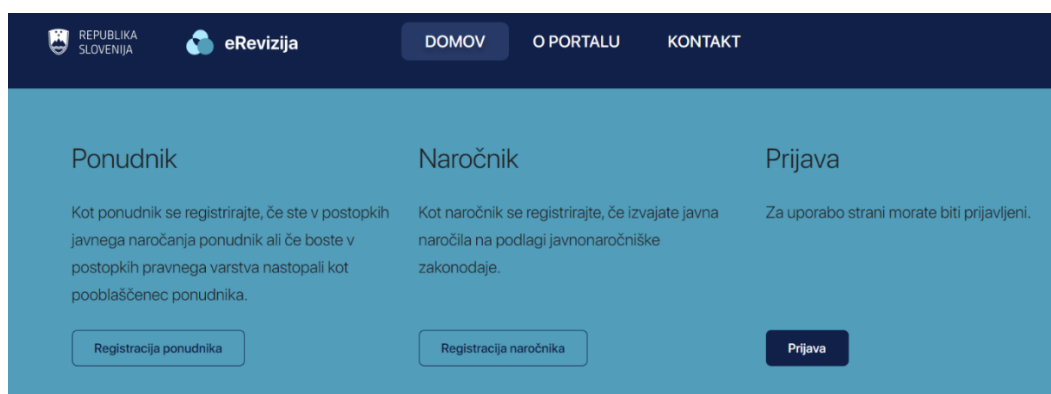 REPUBLIKA
SLOVENIJA
eRevizija
DOMOV
O PORTALU
KONTAKT
Ponudnik
Kot ponudnik se registrirajte, če ste v postopkih
javnega naročanja ponudnik ali če boste v
postopkih pravnega varstva nastopali kot
pooblaščenec ponudnika.
Registracija ponudnika
Naročnik
Kot naročnik se registrirajte, če izvajate javna
naročila na podlagi javnonaročniške
zakonodaje.
Registracija naročnika
Prijava
Za uporabo strani morate biti prijavljeni.
Prijava